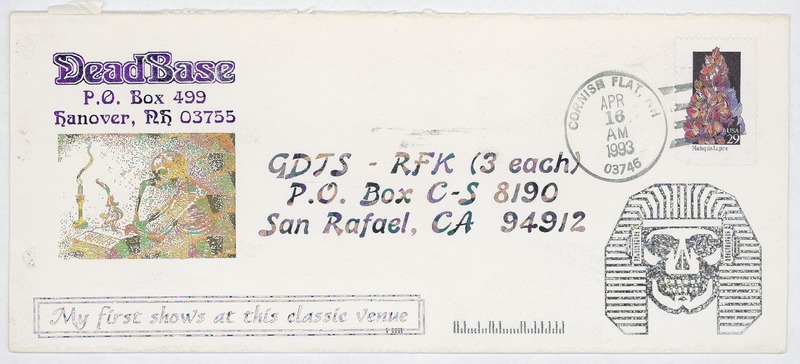 DeadBase
P.O. Box 499
Hanover, NH 03755
GDTS - RFK (3 each)
P.O. Box C-S 8190
San Rafael, CA 94912
My first shows at this classic venue
CORNISH FLAT, NH
APR
16
AM
1993
03746
USA
29